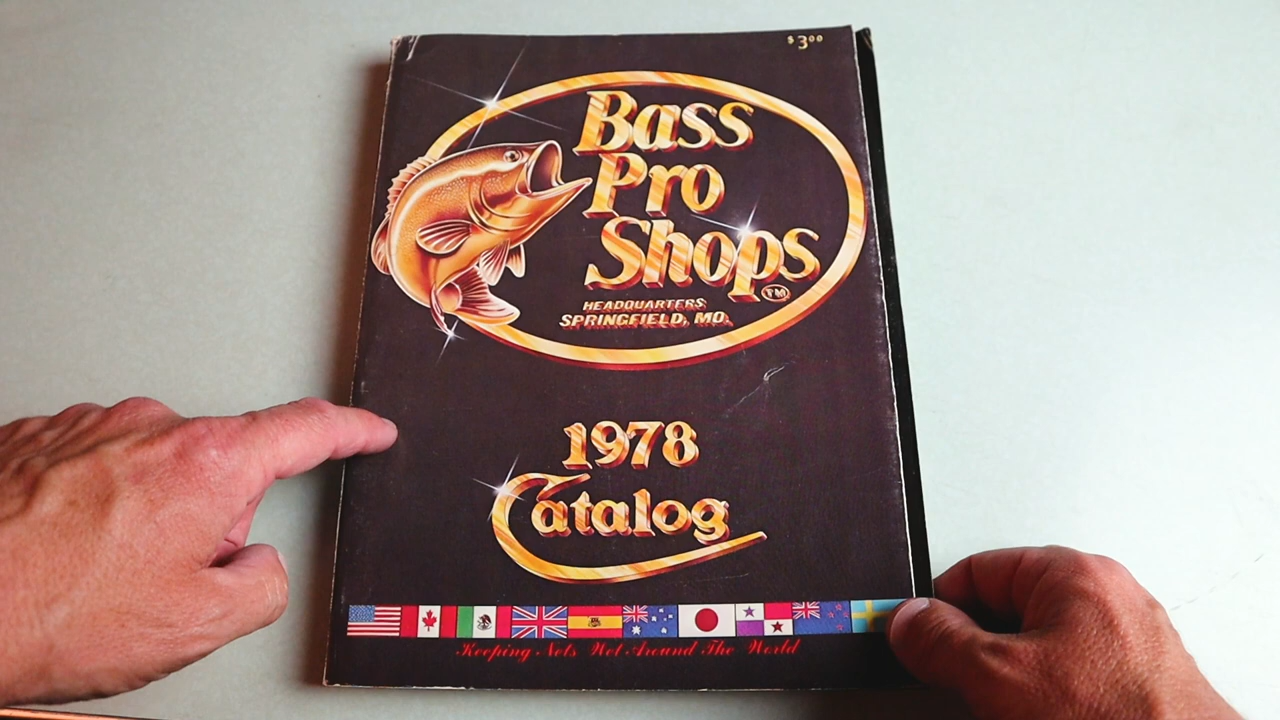 $3.00
Bass
Pro
Shops
TM
HEADQUARTERS
SPRINGFIELD, MO.
1978
Catalog
Keeping Nets Wet Around The World